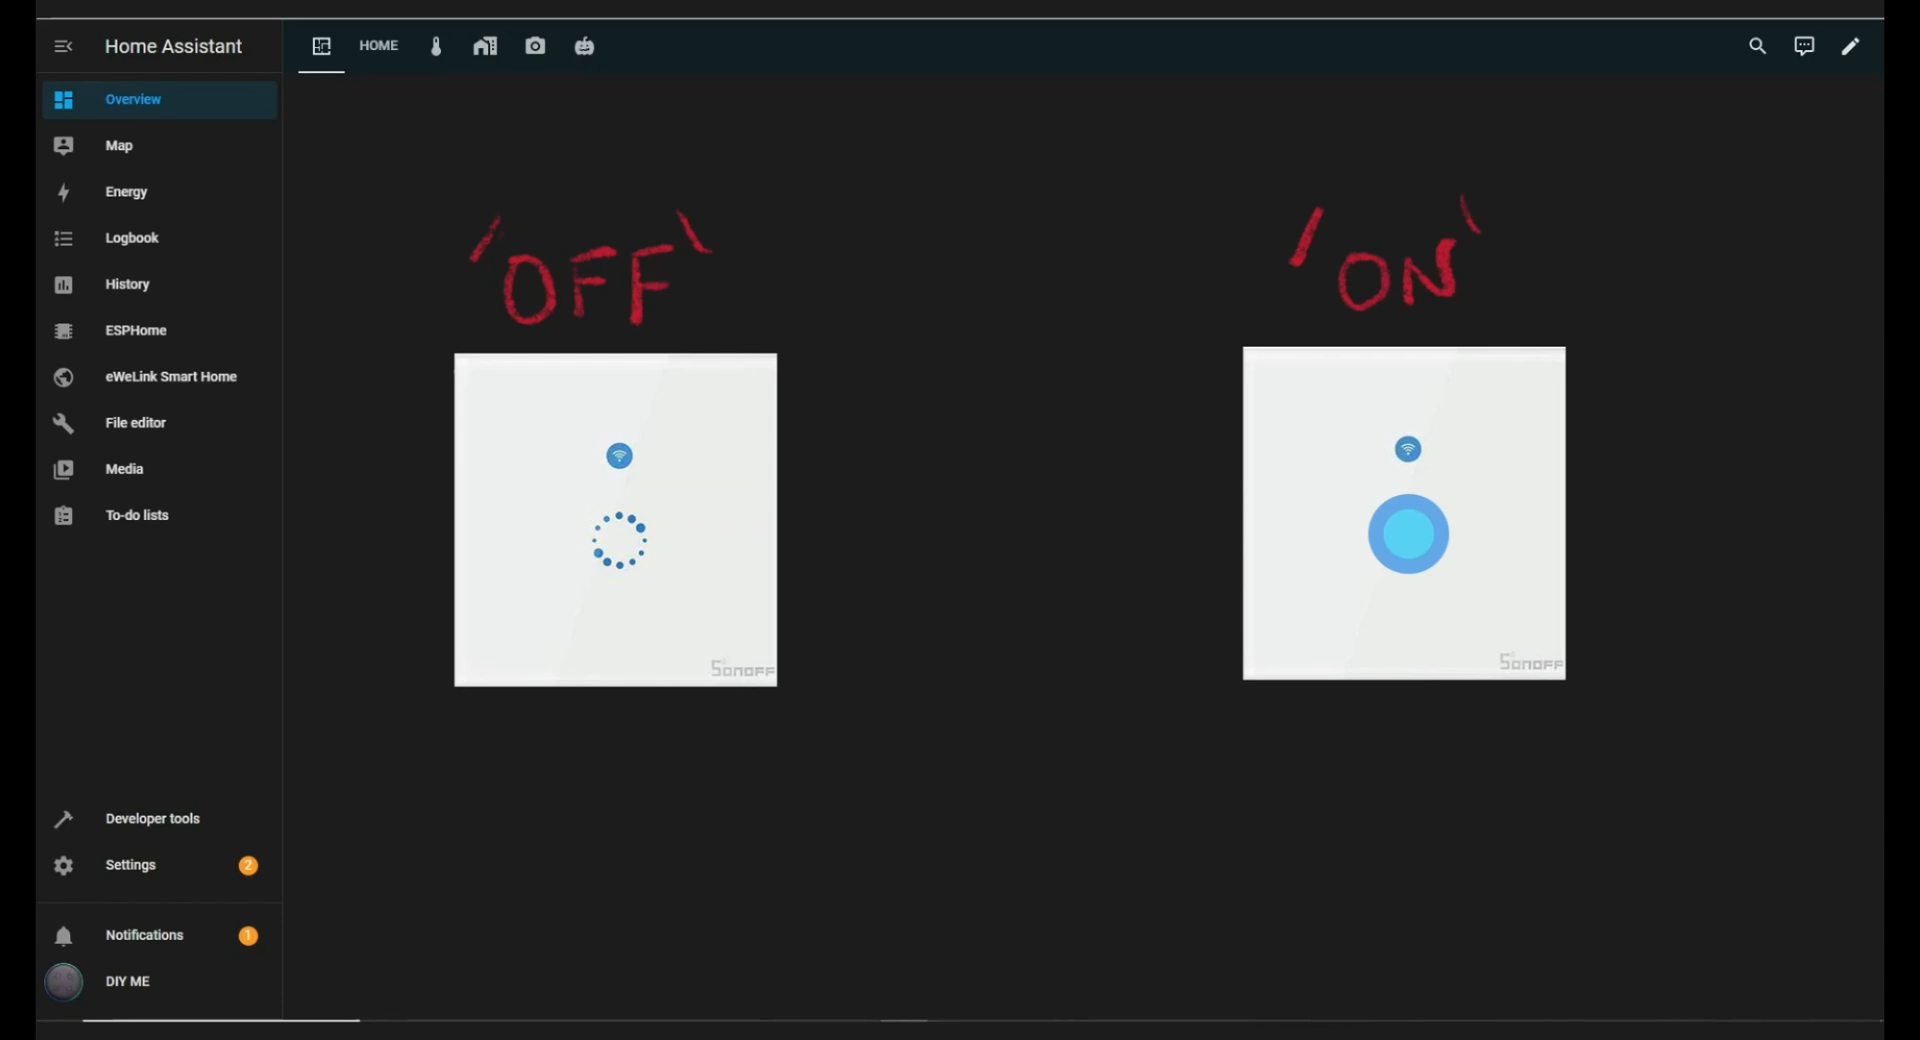 Home Assistant
HOME
Overview
Map
Energy
Logbook
History
ESPHome
eWeLink Smart Home
File editor
Media
To-do lists
Developer tools
Settings
2
Notifications
1
DIY ME
'OFF'
'ON'
SONOFF
SONOFF